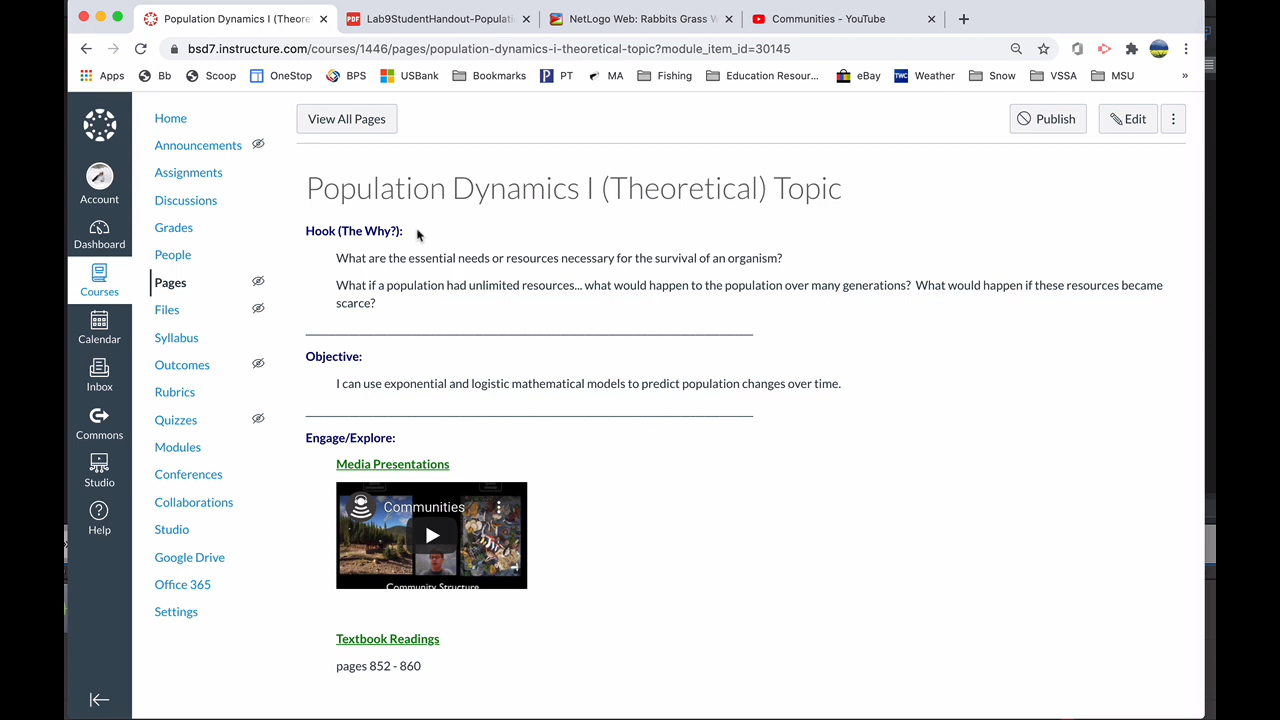 Population Dynamics I (Theore
Lab9StudentHandout-Populati
NetLogo Web: Rabbits Grass W
Communities - YouTube
bsd7.instructure.com/courses/1446/pages/population-dynamics-i-theoretical-topic?module_item_id=30145
Apps Bb Scoop OneStop BPS USBank Bookmarks PT MA Fishing Education Resour... eBay Weather Snow VSSA MSU »
Account
Dashboard
Courses
Calendar
Inbox
Commons
Studio
Help
Home
Announcements
Assignments
Discussions
Grades
People
Pages
Files
Syllabus
Outcomes
Rubrics
Quizzes
Modules
Conferences
Collaborations
Studio
Google Drive
Office 365
Settings
View All Pages
Publish
Edit
Population Dynamics I (Theoretical) Topic
Hook (The Why?):
What are the essential needs or resources necessary for the survival of an organism?
What if a population had unlimited resources... what would happen to the population over many generations? What would happen if these resources became
scarce?
Objective:
I can use exponential and logistic mathematical models to predict population changes over time.
Engage/Explore:
Media Presentations
Communities
Community Structure
Textbook Readings
pages 852 - 860